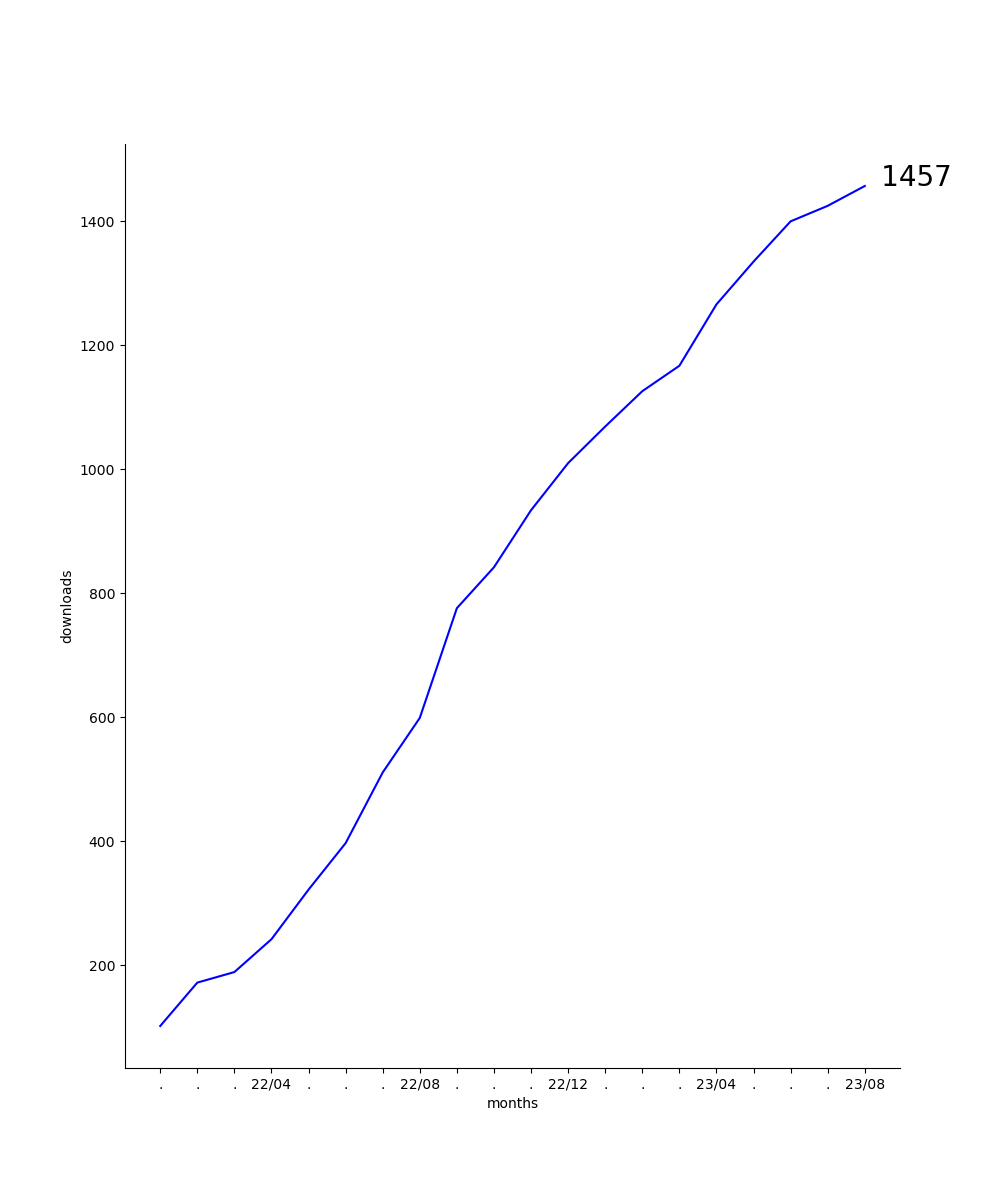 1457
1400
1200
1000
800
600
400
200
downloads
. . . 22/04 . . . 22/08 . . . 22/12 . . . 23/04 . . . 23/08
months